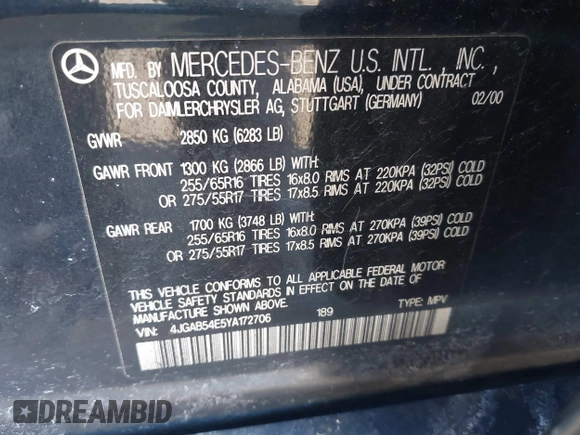 MFD. BY MERCEDES-BENZ U.S. INTL., INC.,
TUSCALOOSA COUNTY, ALABAMA (USA), UNDER CONTRACT
FOR DAIMLERCHRYSLER AG, STUTTGART (GERMANY) 02/00
GVWR 2850 KG (6283 LB)
GAWR FRONT 1300 KG (2866 LB) WITH:
255/65R16 TIRES 16x8.0 RIMS AT 220KPA (32PSI) COLD
OR 275/55R17 TIRES 17x8.5 RIMS AT 220KPA (32PSI) COLD
GAWR REAR 1700 KG (3748 LB) WITH:
255/65R16 TIRES 16x8.0 RIMS AT 270KPA (39PSI) COLD
OR 275/55R17 TIRES 17x8.5 RIMS AT 270KPA (39PSI) COLD
THIS VEHICLE CONFORMS TO ALL APPLICABLE FEDERAL MOTOR
VEHICLE SAFETY STANDARDS IN EFFECT ON THE DATE OF
MANUFACTURE SHOWN ABOVE. 189 TYPE: MPV
VIN: 4JGAB54E5YA172706
DREAMBID